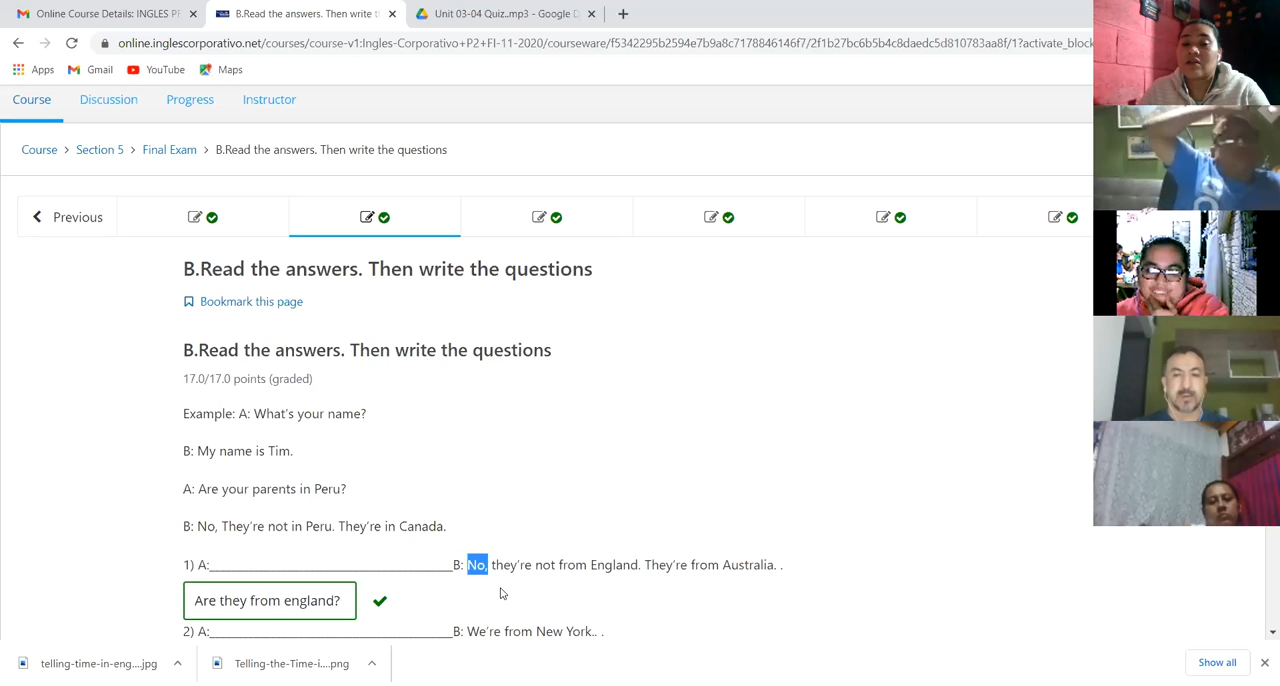 Online Course Details: INGLES PF
B.Read the answers. Then write t
Unit 03-04 Quiz..mp3 - Google D
online.inglescorporativo.net/courses/course-v1:Ingles-Corporativo+P2+FI-11-2020/courseware/f5342295b2594e7b9a8c7178846146f7/2f1b27bc6b5b4c8daedc5d810783aa8f/1?activate_block
Apps Gmail YouTube Maps
Course Discussion Progress Instructor
Course > Section 5 > Final Exam > B.Read the answers. Then write the questions
Previous
B.Read the answers. Then write the questions
Bookmark this page
B.Read the answers. Then write the questions
17.0/17.0 points (graded)
Example: A: What's your name?
B: My name is Tim.
A: Are your parents in Peru?
B: No, They're not in Peru. They're in Canada.
1) A:________________________________B: No, they're not from England. They're from Australia. .
Are they from england?
2) A:________________________________B: We're from New York.. .
telling-time-in-eng....jpg
Telling-the-Time-i....png
Show all